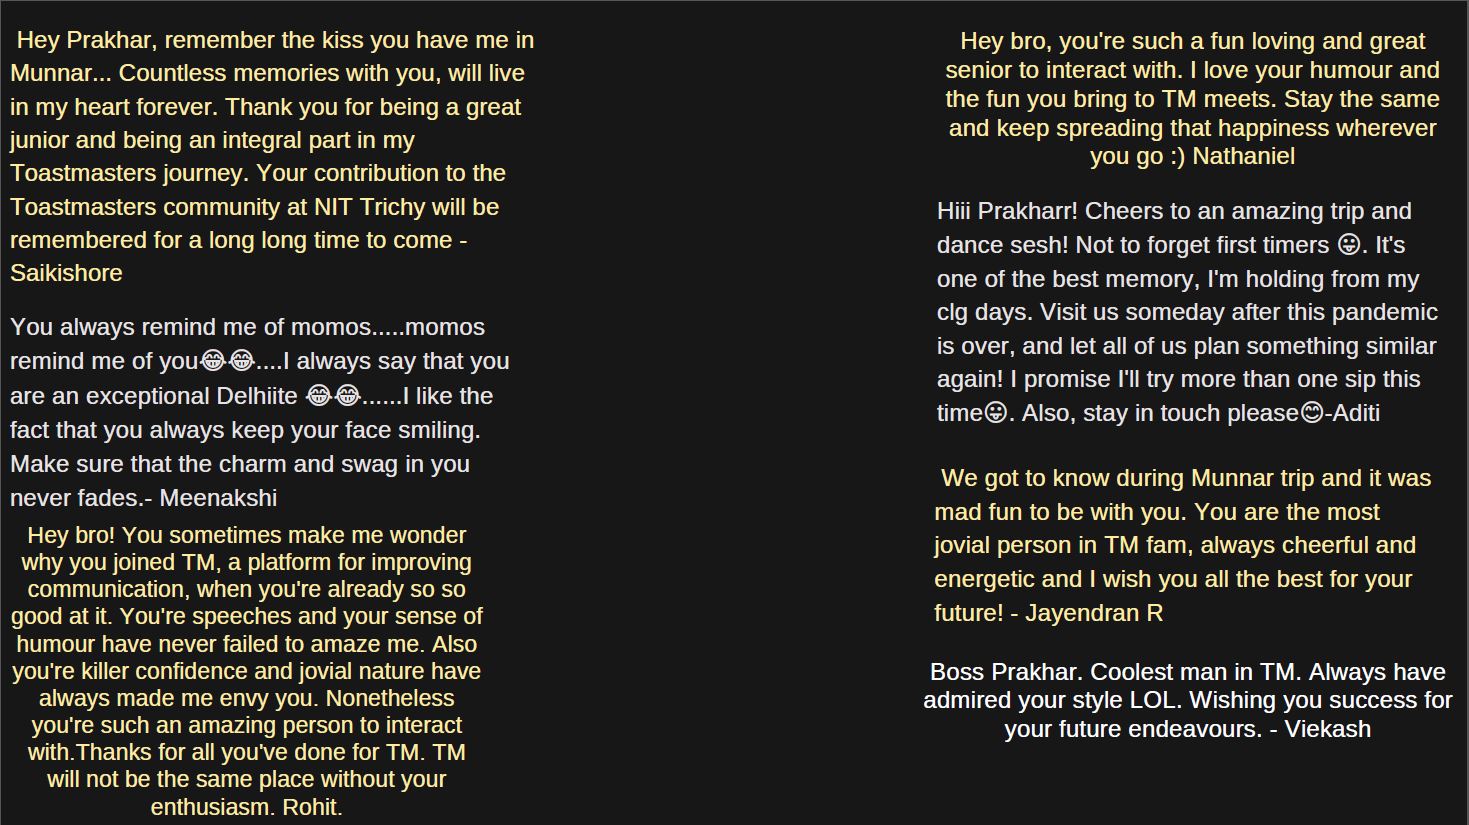 Hey Prakhar, remember the kiss you have me in
Munnar... Countless memories with you, will live
in my heart forever. Thank you for being a great
junior and being an integral part in my
Toastmasters journey. Your contribution to the
Toastmasters community at NIT Trichy will be
remembered for a long long time to come -
Saikishore
You always remind me of momos.....momos
remind me of you😂😂....I always say that you
are an exceptional Delhiite 😂😂......I like the
fact that you always keep your face smiling.
Make sure that the charm and swag in you
never fades.- Meenakshi
Hey bro! You sometimes make me wonder
why you joined TM, a platform for improving
communication, when you're already so so
good at it. You're speeches and your sense of
humour have never failed to amaze me. Also
you're killer confidence and jovial nature have
always made me envy you. Nonetheless
you're such an amazing person to interact
with.Thanks for all you've done for TM. TM
will not be the same place without your
enthusiasm. Rohit.
Hey bro, you're such a fun loving and great
senior to interact with. I love your humour and
the fun you bring to TM meets. Stay the same
and keep spreading that happiness wherever
you go :) Nathaniel
Hiii Prakharr! Cheers to an amazing trip and
dance sesh! Not to forget first timers 😛. It's
one of the best memory, I'm holding from my
clg days. Visit us someday after this pandemic
is over, and let all of us plan something similar
again! I promise I'll try more than one sip this
time😛. Also, stay in touch please😊-Aditi
We got to know during Munnar trip and it was
mad fun to be with you. You are the most
jovial person in TM fam, always cheerful and
energetic and I wish you all the best for your
future! - Jayendran R
Boss Prakhar. Coolest man in TM. Always have
admired your style LOL. Wishing you success for
your future endeavours. - Viekash